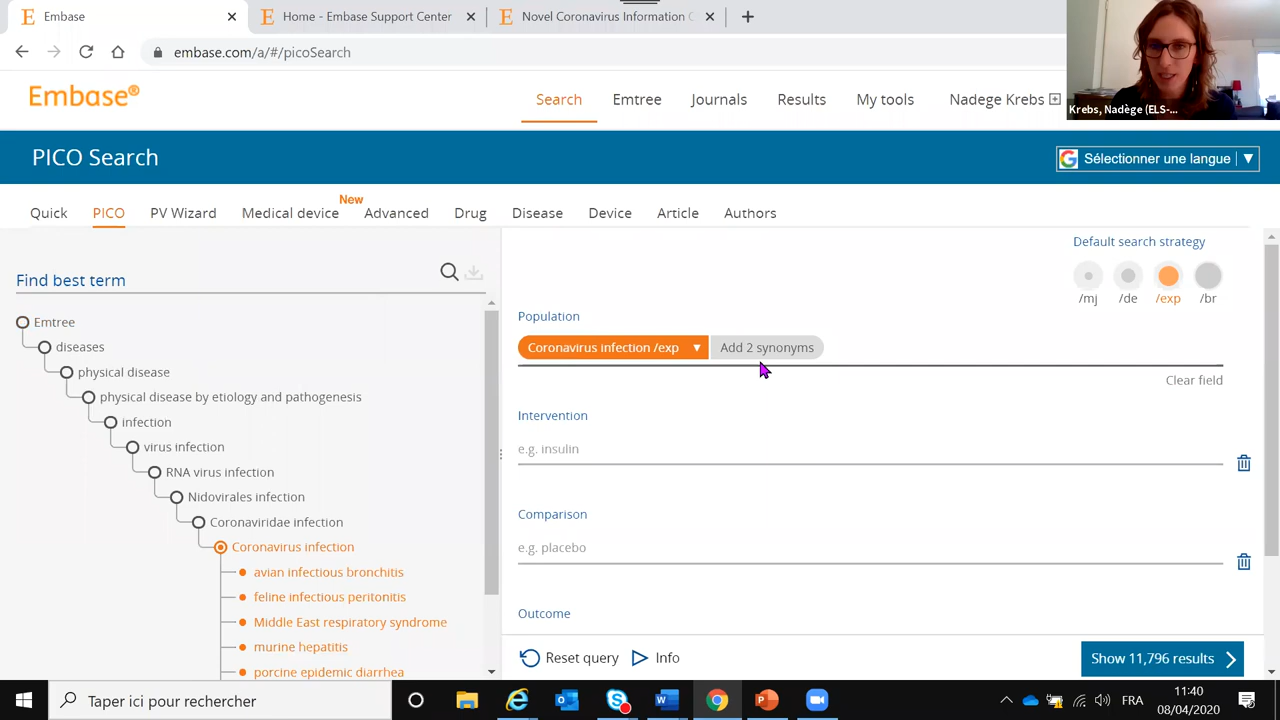 Embase
Home - Embase Support Center
Novel Coronavirus Information C
embase.com/a/#/picoSearch
Embase®
Search
Emtree
Journals
Results
My tools
Nadege Krebs
Krebs, Nadège (ELS-...
PICO Search
Sélectionner une langue
Quick
PICO
PV Wizard
Medical device
New
Advanced
Drug
Disease
Device
Article
Authors
Find best term
Emtree
diseases
physical disease
physical disease by etiology and pathogenesis
infection
virus infection
RNA virus infection
Nidovirales infection
Coronaviridae infection
Coronavirus infection
avian infectious bronchitis
feline infectious peritonitis
Middle East respiratory syndrome
murine hepatitis
porcine epidemic diarrhea
Default search strategy
/mj
/de
/exp
/br
Population
Coronavirus infection /exp
Add 2 synonyms
Clear field
Intervention
e.g. insulin
Comparison
e.g. placebo
Outcome
Reset query
Info
Show 11,796 results
Taper ici pour rechercher
FRA
11:40
08/04/2020